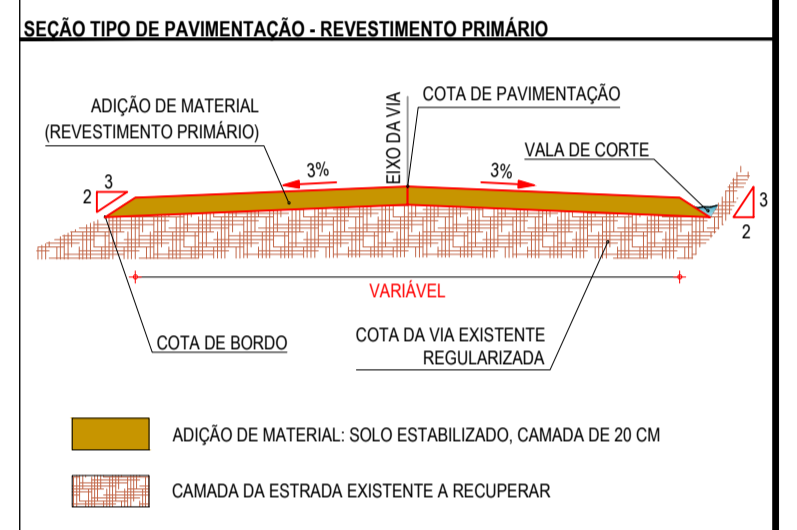 SEÇÃO TIPO DE PAVIMENTAÇÃO - REVESTIMENTO PRIMÁRIO
ADIÇÃO DE MATERIAL
(REVESTIMENTO PRIMÁRIO)
EIXO DA VIA
COTA DE PAVIMENTAÇÃO
VALA DE CORTE
3%
3%
3
2
3
2
VARIÁVEL
COTA DE BORDO
COTA DA VIA EXISTENTE
REGULARIZADA
ADIÇÃO DE MATERIAL: SOLO ESTABILIZADO, CAMADA DE 20 CM
CAMADA DA ESTRADA EXISTENTE A RECUPERAR